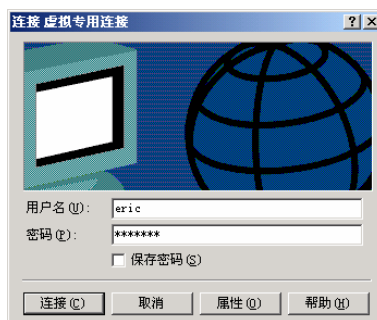 连接 虚拟专用连接
用户名(U): eric
密码(P): *******
保存密码(S)
连接(C) 取消 属性(O) 帮助(H)